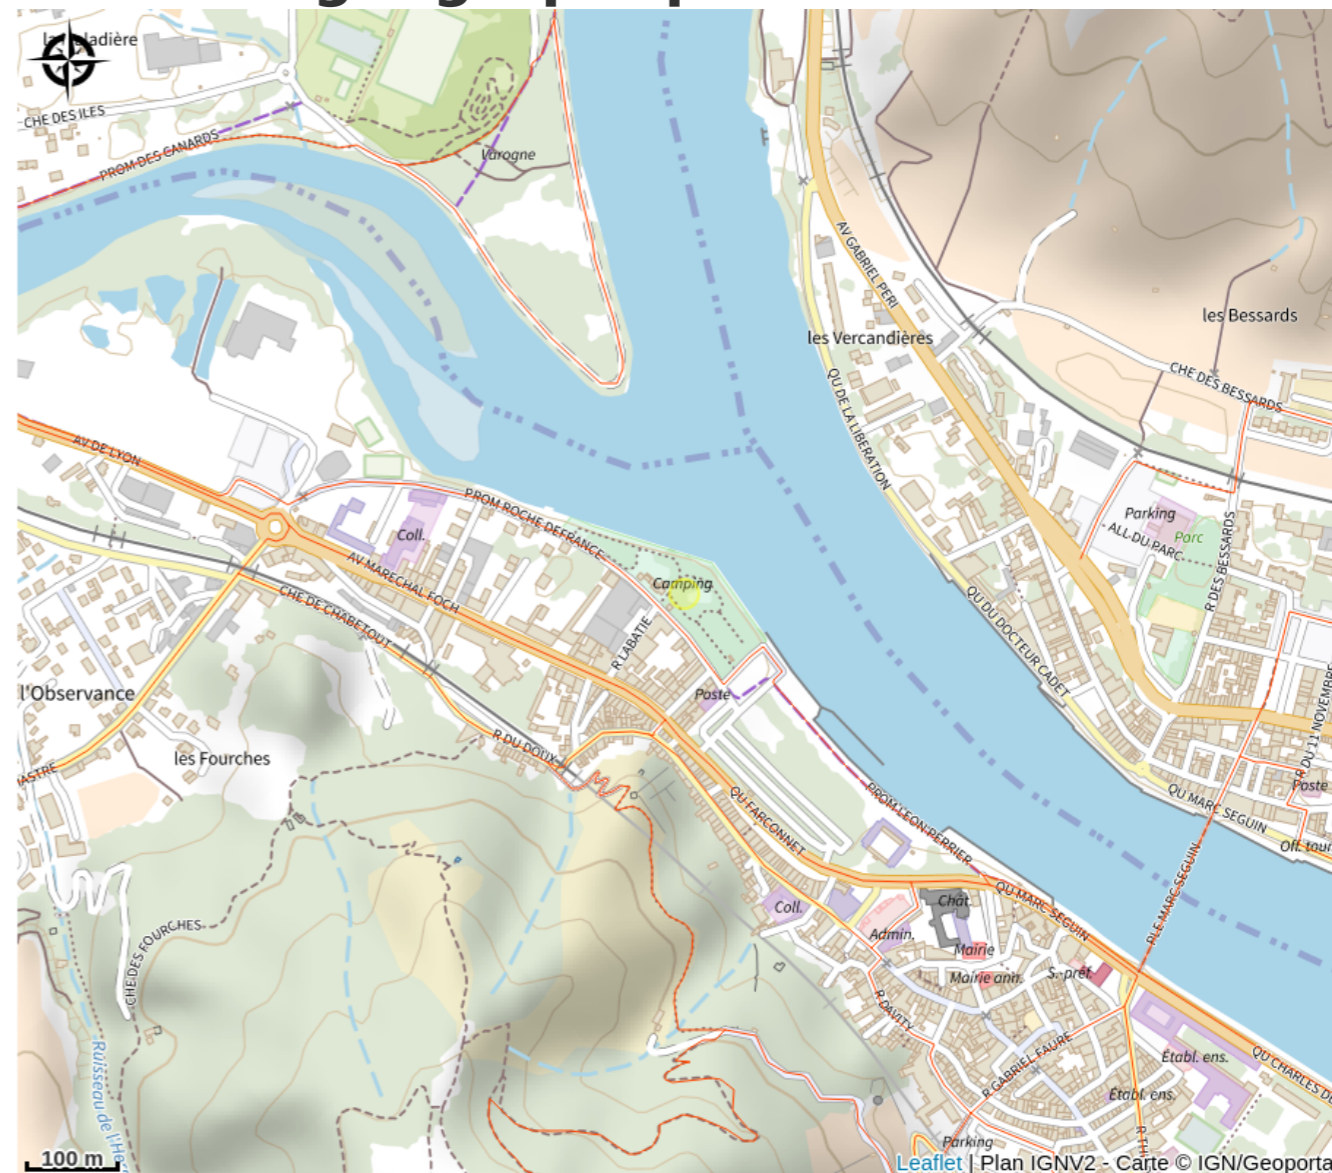 CHE DES ILES
PROM DES CANARDS
Varogne
AV GABRIEL PERI
les Vercandières
les Bessards
CHE DES BESSARDS
QU DE LA LIBERATION
AV DE LYON
Coll.
PROM ROCHE DEFRANCE
Parking
ALL DU PARC
Parc
R DES BESSARDS
AV MARECHAL FOCH
Camping
CHE DE CHABETOUT
R LABATIE
QU DU DOCTEUR CADET
l'Observance
Poste
R DU 11 NOVEMBRE
les Fourches
R DU DOUX
QU FARCONNET
PROM LEON PERRIER
QU MARC SEGUIN
Poste
Off. tour
PLE MARC SEGUIN
Coll.
Chât.
QU MARC SEGUIN
Admin.
Mairie
Mairie ann.
S.-préf.
CHE DES FOURCHES
R DAVITY
R GABRIEL FAURE
Établ. ens.
QU CHARLES DE
Établ. ens.
Ruisseau de l'Her
Parking
100 m
Leaflet | Plan IGNV2 - Carte © IGN/Geoporta